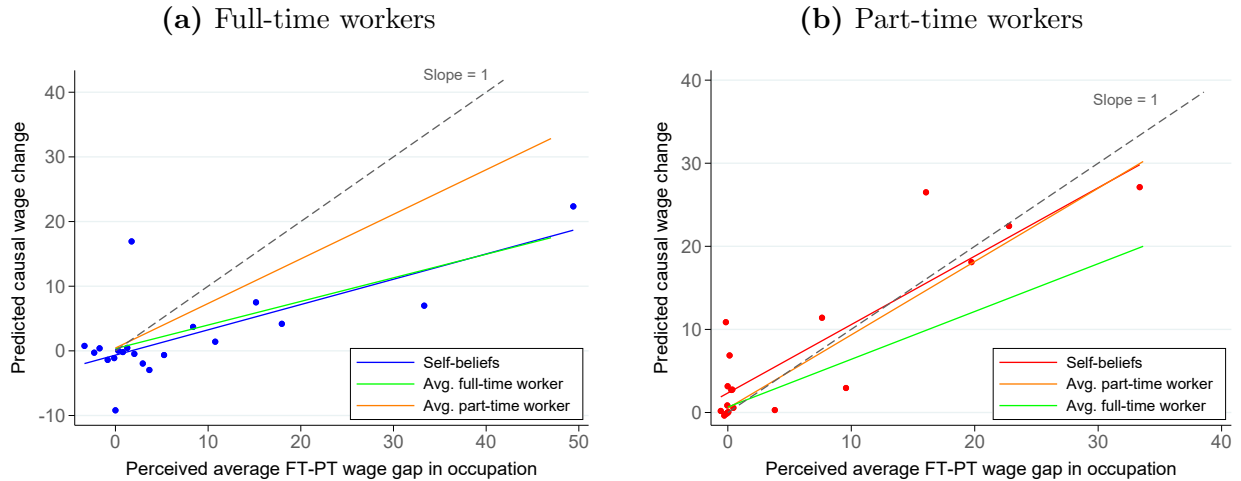 (a) Full-time workers
Slope = 1
40
30
20
10
0
-10
Predicted causal wage change
Self-beliefs
Avg. full-time worker
Avg. part-time worker
0 10 20 30 40 50
Perceived average FT-PT wage gap in occupation
(b) Part-time workers
Slope = 1
40
30
20
10
0
Predicted causal wage change
Self-beliefs
Avg. part-time worker
Avg. full-time worker
0 10 20 30 40
Perceived average FT-PT wage gap in occupation